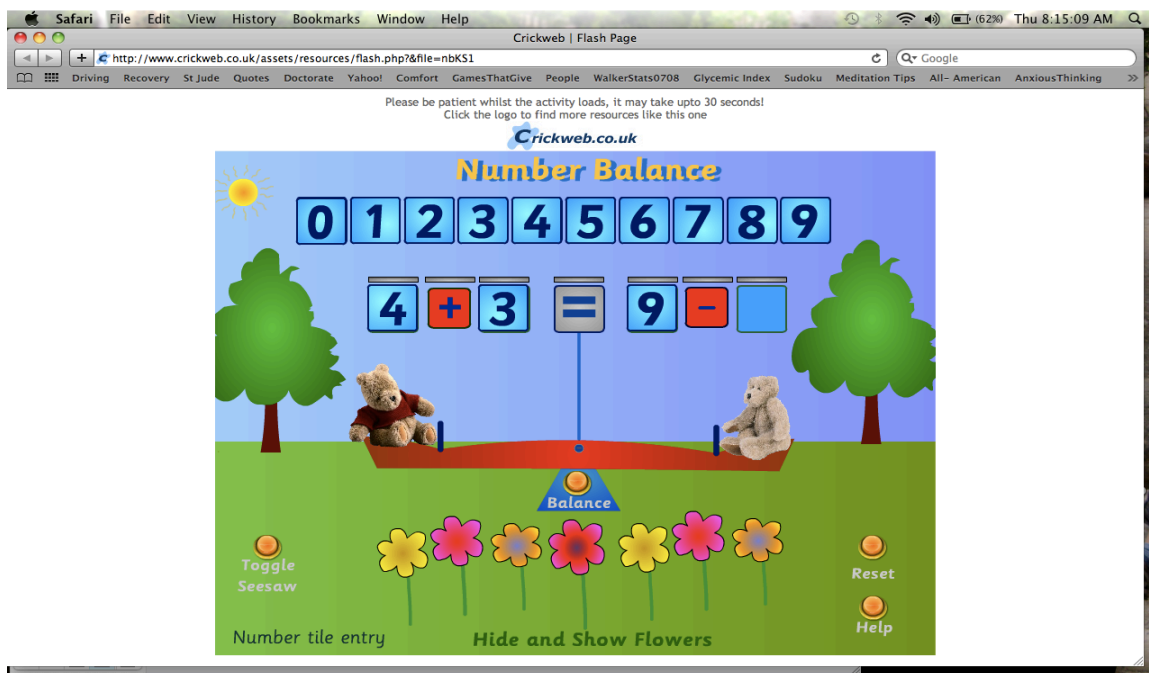 Safari File Edit View History Bookmarks Window Help (62%) Thu 8:15:09 AM
Crickweb | Flash Page
http://www.crickweb.co.uk/assets/resources/flash.php?&file=nbKS1 Google
Driving Recovery St Jude Quotes Doctorate Yahoo! Comfort GamesThatGive People WalkerStats0708 Glycemic Index Sudoku Meditation Tips All- American AnxiousThinking >>
Please be patient whilst the activity loads, it may take upto 30 seconds!
Click the logo to find more resources like this one
Crickweb.co.uk
Number Balance
0 1 2 3 4 5 6 7 8 9
4 + 3 = 9 -
Balance
Toggle
Seesaw
Reset
Help
Number tile entry
Hide and Show Flowers